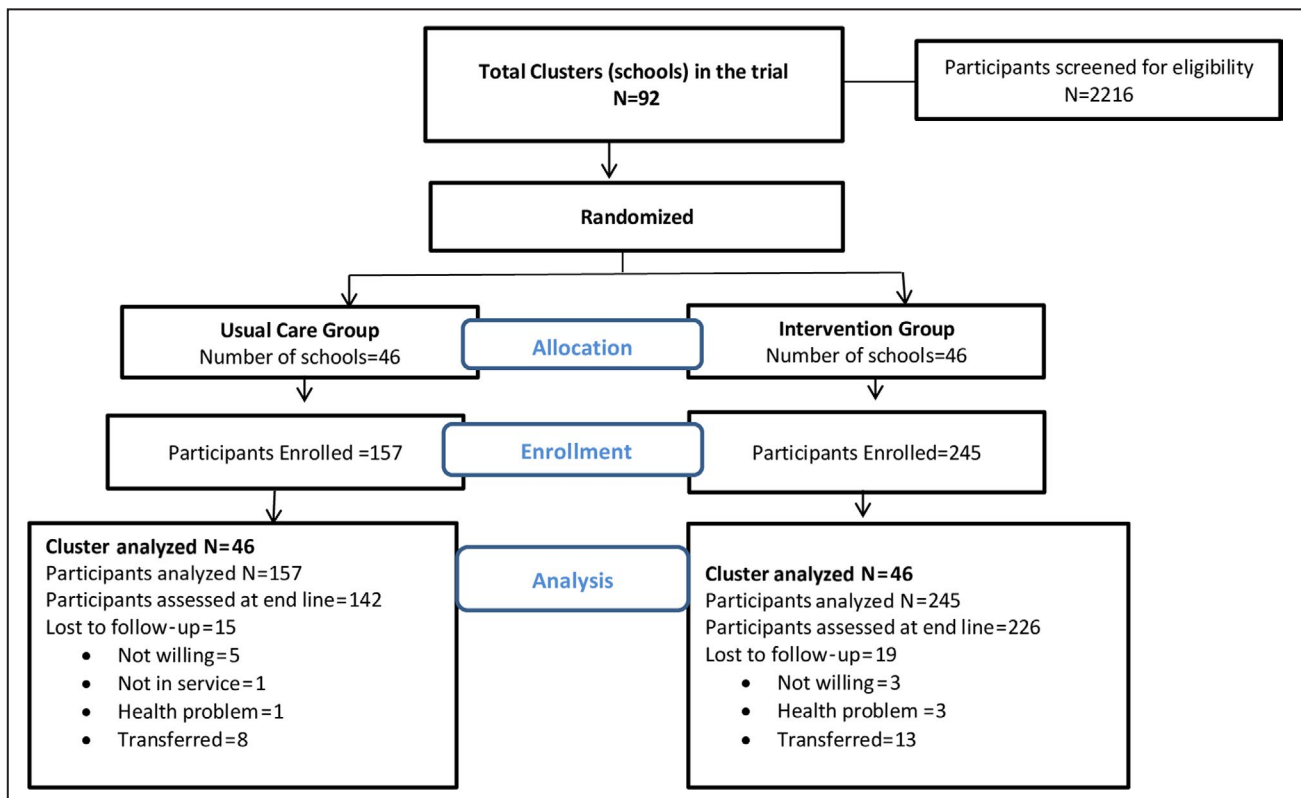 Total Clusters (schools) in the trial
N=92
Participants screened for eligibility
N=2216
Randomized
Usual Care Group
Number of schools=46
Allocation
Intervention Group
Number of schools=46
Participants Enrolled =157
Enrollment
Participants Enrolled=245
Cluster analyzed N=46
Participants analyzed N=157
Participants assessed at end line=142
Lost to follow-up=15
• Not willing=5
• Not in service=1
• Health problem=1
• Transferred=8
Analysis
Cluster analyzed N=46
Participants analyzed N=245
Participants assessed at end line=226
Lost to follow-up=19
• Not willing=3
• Health problem =3
• Transferred=13